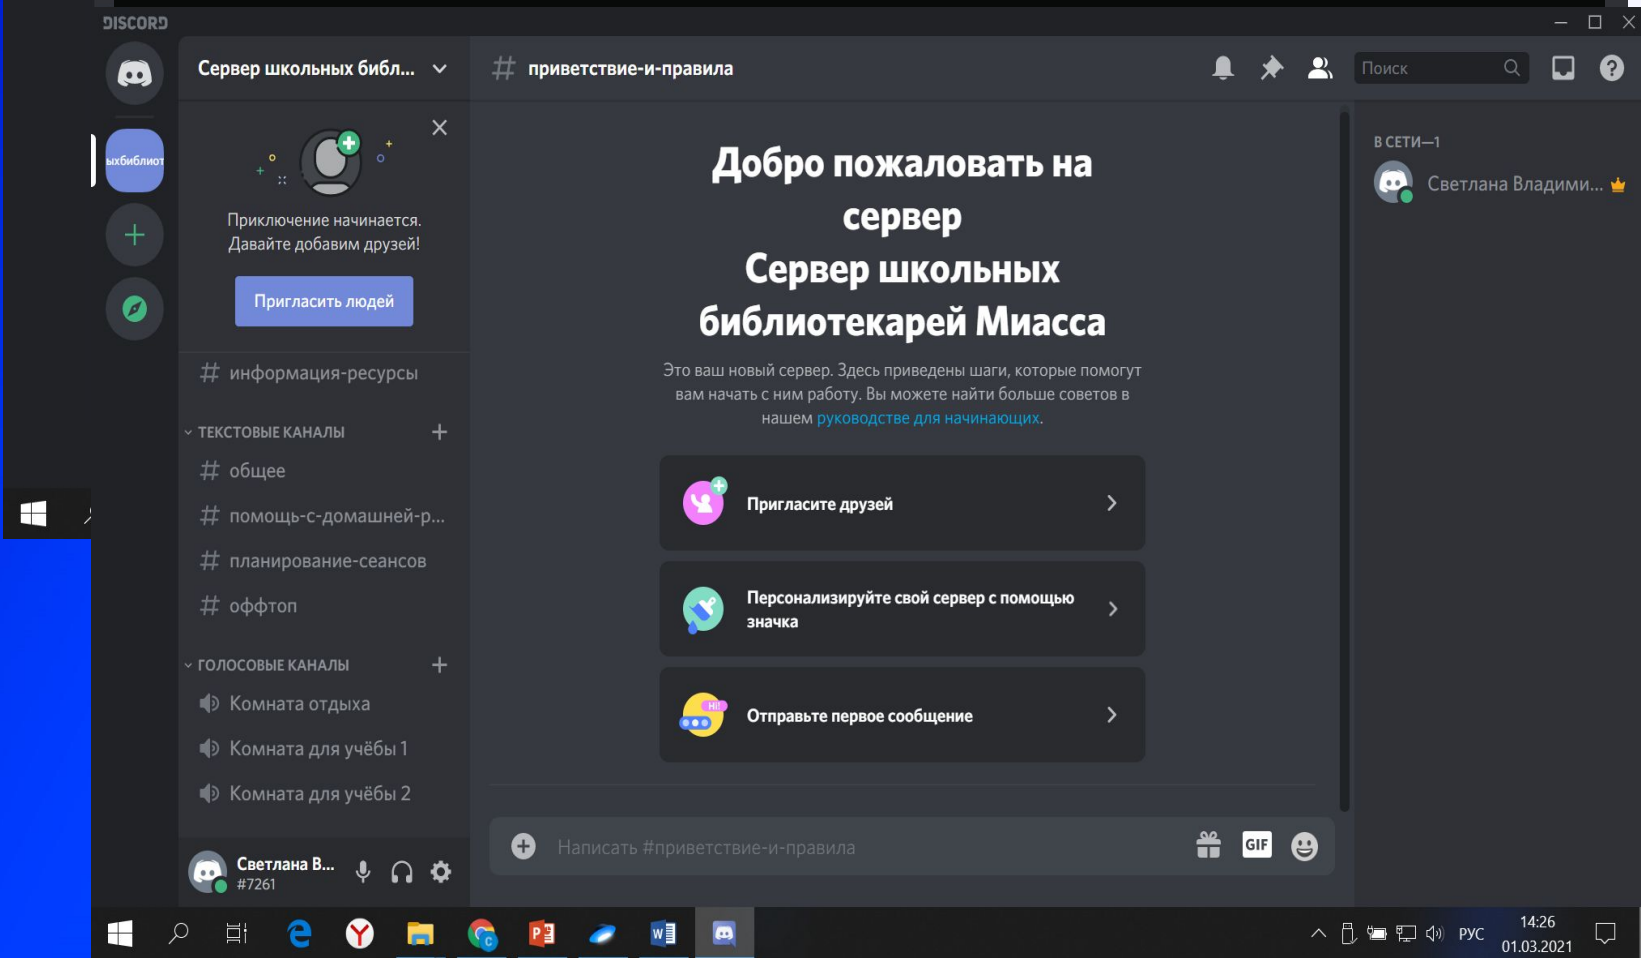 DISCORD
Сервер школьных библ...
приветствие-и-правила
Поиск
ыхбиблиот
Приключение начинается.
Давайте добавим друзей!
Пригласить людей
информация-ресурсы
ТЕКСТОВЫЕ КАНАЛЫ
общее
помощь-с-домашней-р...
планирование-сеансов
оффтоп
ГОЛОСОВЫЕ КАНАЛЫ
Комната отдыха
Комната для учёбы 1
Комната для учёбы 2
Светлана В...
#7261
Добро пожаловать на
сервер
Сервер школьных
библиотекарей Миасса
Это ваш новый сервер. Здесь приведены шаги, которые помогут
вам начать с ним работу. Вы можете найти больше советов в
нашем руководстве для начинающих.
Пригласите друзей
Персонализируйте свой сервер с помощью
значка
Hi!
Отправьте первое сообщение
Написать #приветствие-и-правила
GIF
В СЕТИ—1
Светлана Владими...
РУС
14:26
01.03.2021